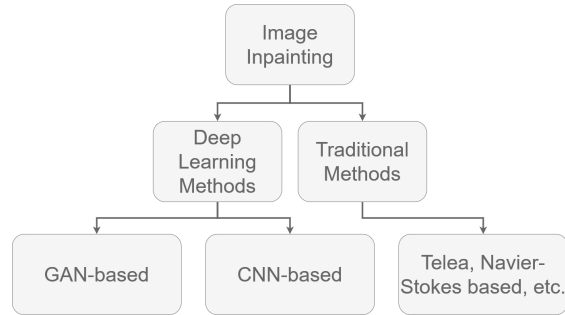 Image
Inpainting
Deep
Learning
Methods
Traditional
Methods
GAN-based
CNN-based
Telea, Navier-
Stokes based, etc.